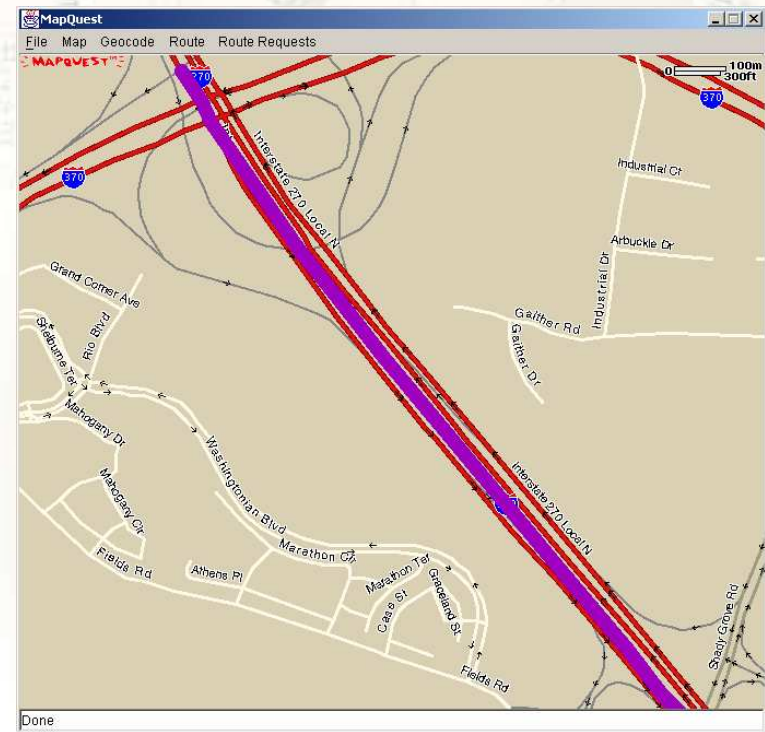 MapQuest
File Map Geocode Route Route Requests
MAPQUEST
100m
0
300ft
270
370
370
Interstate 270 Local N
Industrial Ct
Arbuckle Dr
Industrial Dr
Grand Corner Ave
Rio Blvd
Shelburne Ter
Gaither Rd
Gaither Dr
Mahogany Dr
Mahogany Cir
Washingtonian Blvd
Interstate 270 Local N
Marathon Cir
Fields Rd
Athens Pl
Marathon Ter
Case St
Graceland St
Shady Grove Rd
Fields Rd
Done